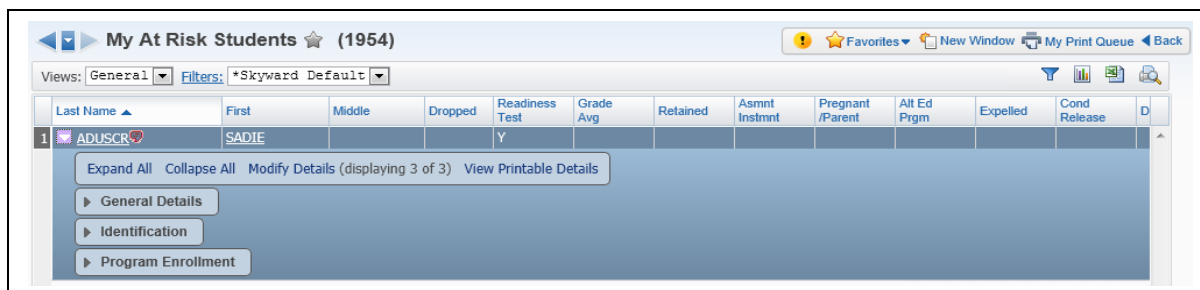 My At Risk Students (1954)
Favorites New Window My Print Queue Back
Views: General Filters: *Skyward Default
Last Name First Middle Dropped Readiness Test Grade Avg Retained Asmnt Instmnt Pregnant /Parent Alt Ed Prgm Expelled Cond Release D
1 ADUSCR SADIE Y
Expand All Collapse All Modify Details (displaying 3 of 3) View Printable Details
General Details
Identification
Program Enrollment